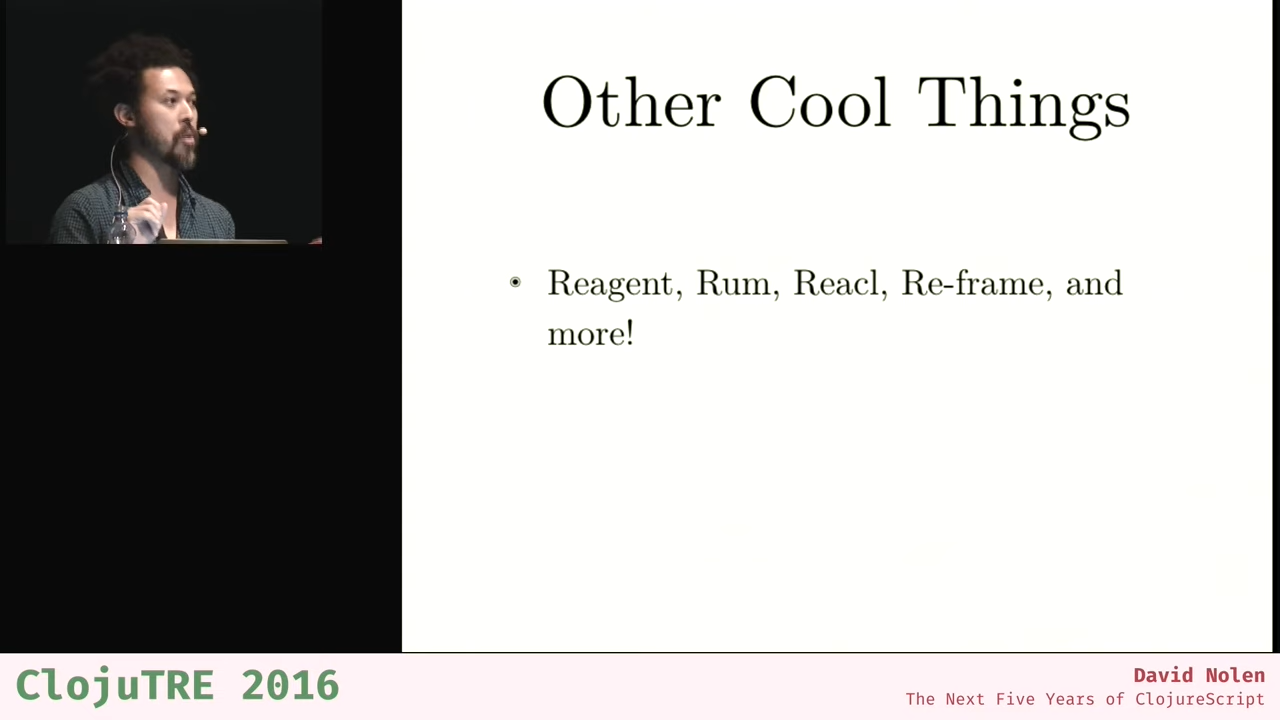 Other Cool Things
Reagent, Rum, Reacl, Re-frame, and
more!
ClojuTRE 2016
David Nolen
The Next Five Years of ClojureScript